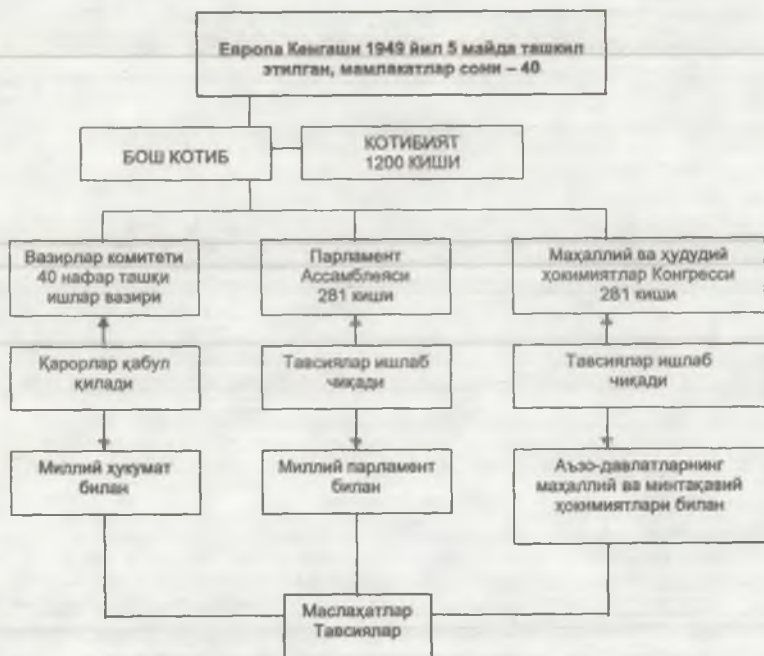 Европа Кенгаши 1949 йил 5 майда ташкил
этилган, мамлакатлар сони – 40
БОШ КОТИБ
КОТИБИЯТ
1200 КИШИ
Вазирлар комитети
40 нафар ташқи
ишлар вазири
Парламент
Ассамблеяси
281 киши
Маҳаллий ва ҳудудий
ҳокимиятлар Конгресси
281 киши
Қарорлар қабул
қилади
Тавсиялар ишлаб
чиқади
Тавсиялар ишлаб
чиқади
Миллий ҳукумат
билан
Миллий парламент
билан
Аъзо-давлатларнинг
маҳаллий ва минтақавий
ҳокимиятлари билан
Маслаҳатлар
Тавсиялар